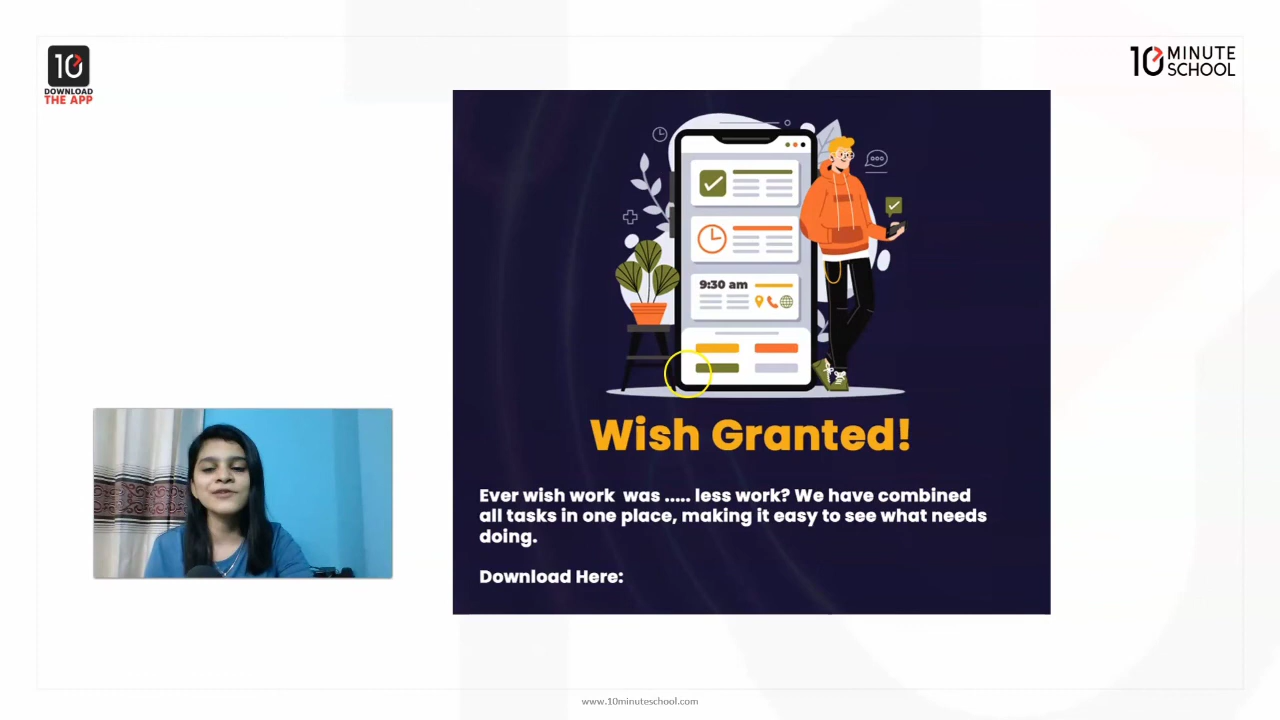 10
DOWNLOAD
THE APP
10 MINUTE
SCHOOL
9:30 am
Wish Granted!
Ever wish work was ..... less work? We have combined
all tasks in one place, making it easy to see what needs
doing.
Download Here:
www.10minuteschool.com